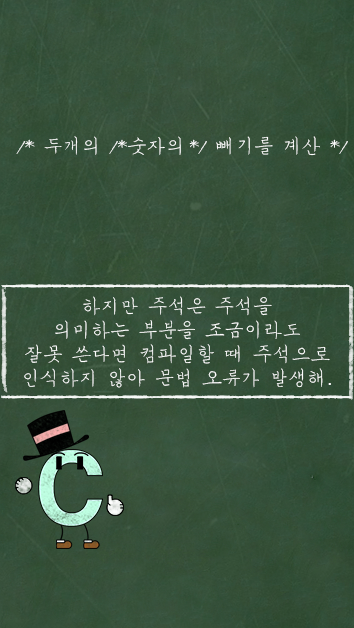 /* 두개의 /*숫자의 */ 빼기를 계산 */
하지만 주석은 주석을
의미하는 부분을 조금이라도
잘못 쓴다면 컴파일할 때 주석으로
인식하지 않아 문법 오류가 발생해.
C